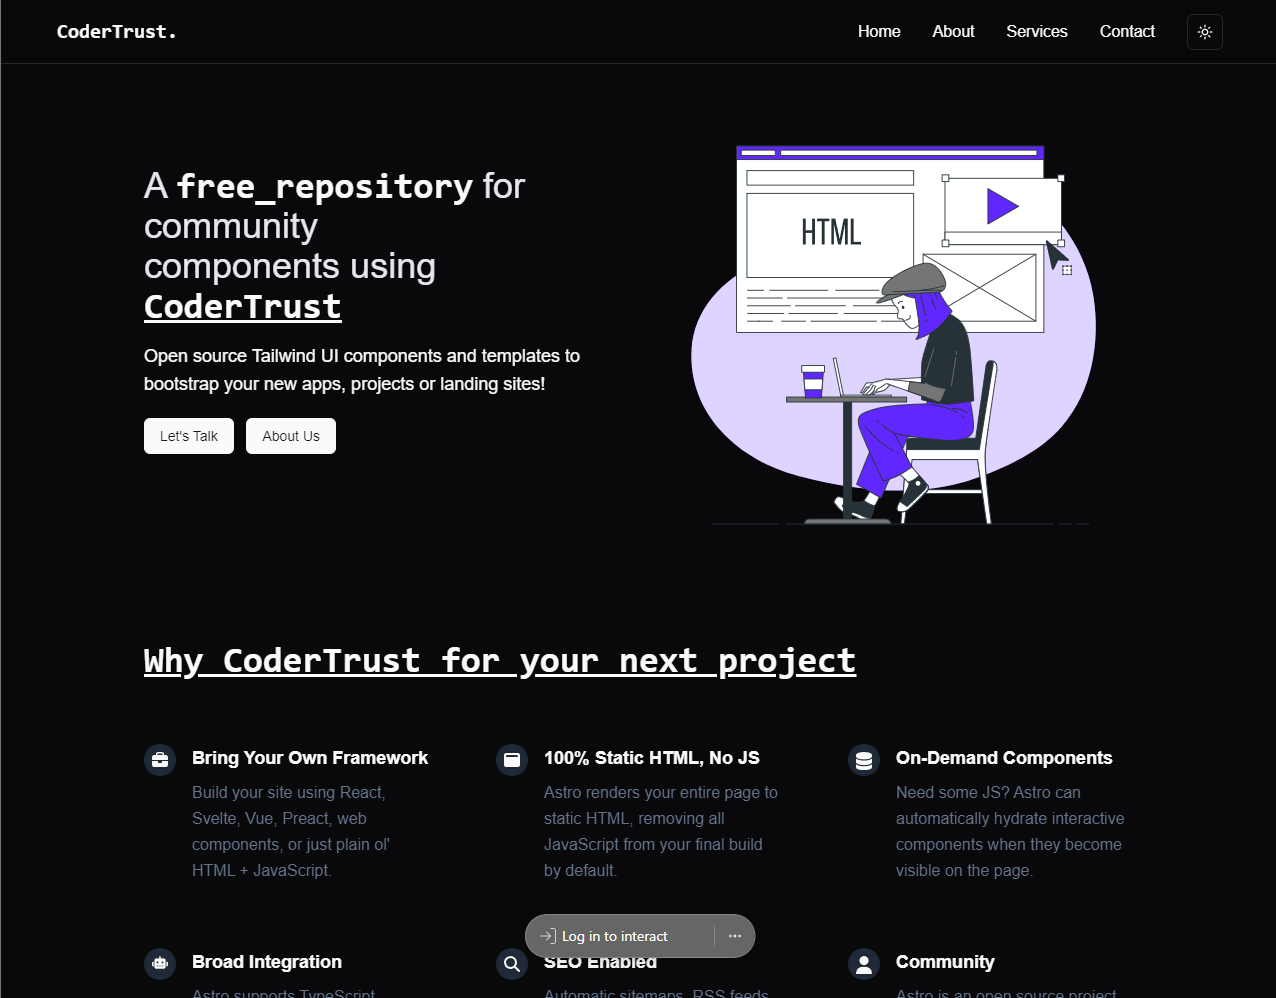 CoderTrust.
Home
About
Services
Contact
A free_repository for
community
components using
CoderTrust
Open source Tailwind UI components and templates to
bootstrap your new apps, projects or landing sites!
Let's Talk
About Us
HTML
Why CoderTrust for your next project
Bring Your Own Framework
Build your site using React,
Svelte, Vue, Preact, web
components, or just plain ol'
HTML + JavaScript.
100% Static HTML, No JS
Astro renders your entire page to
static HTML, removing all
JavaScript from your final build
by default.
On-Demand Components
Need some JS? Astro can
automatically hydrate interactive
components when they become
visible on the page.
Log in to interact
Broad Integration
Astro supports TypeScript
SEO Enabled
Automatic sitemaps, RSS feeds
Community
Astro is an open source project